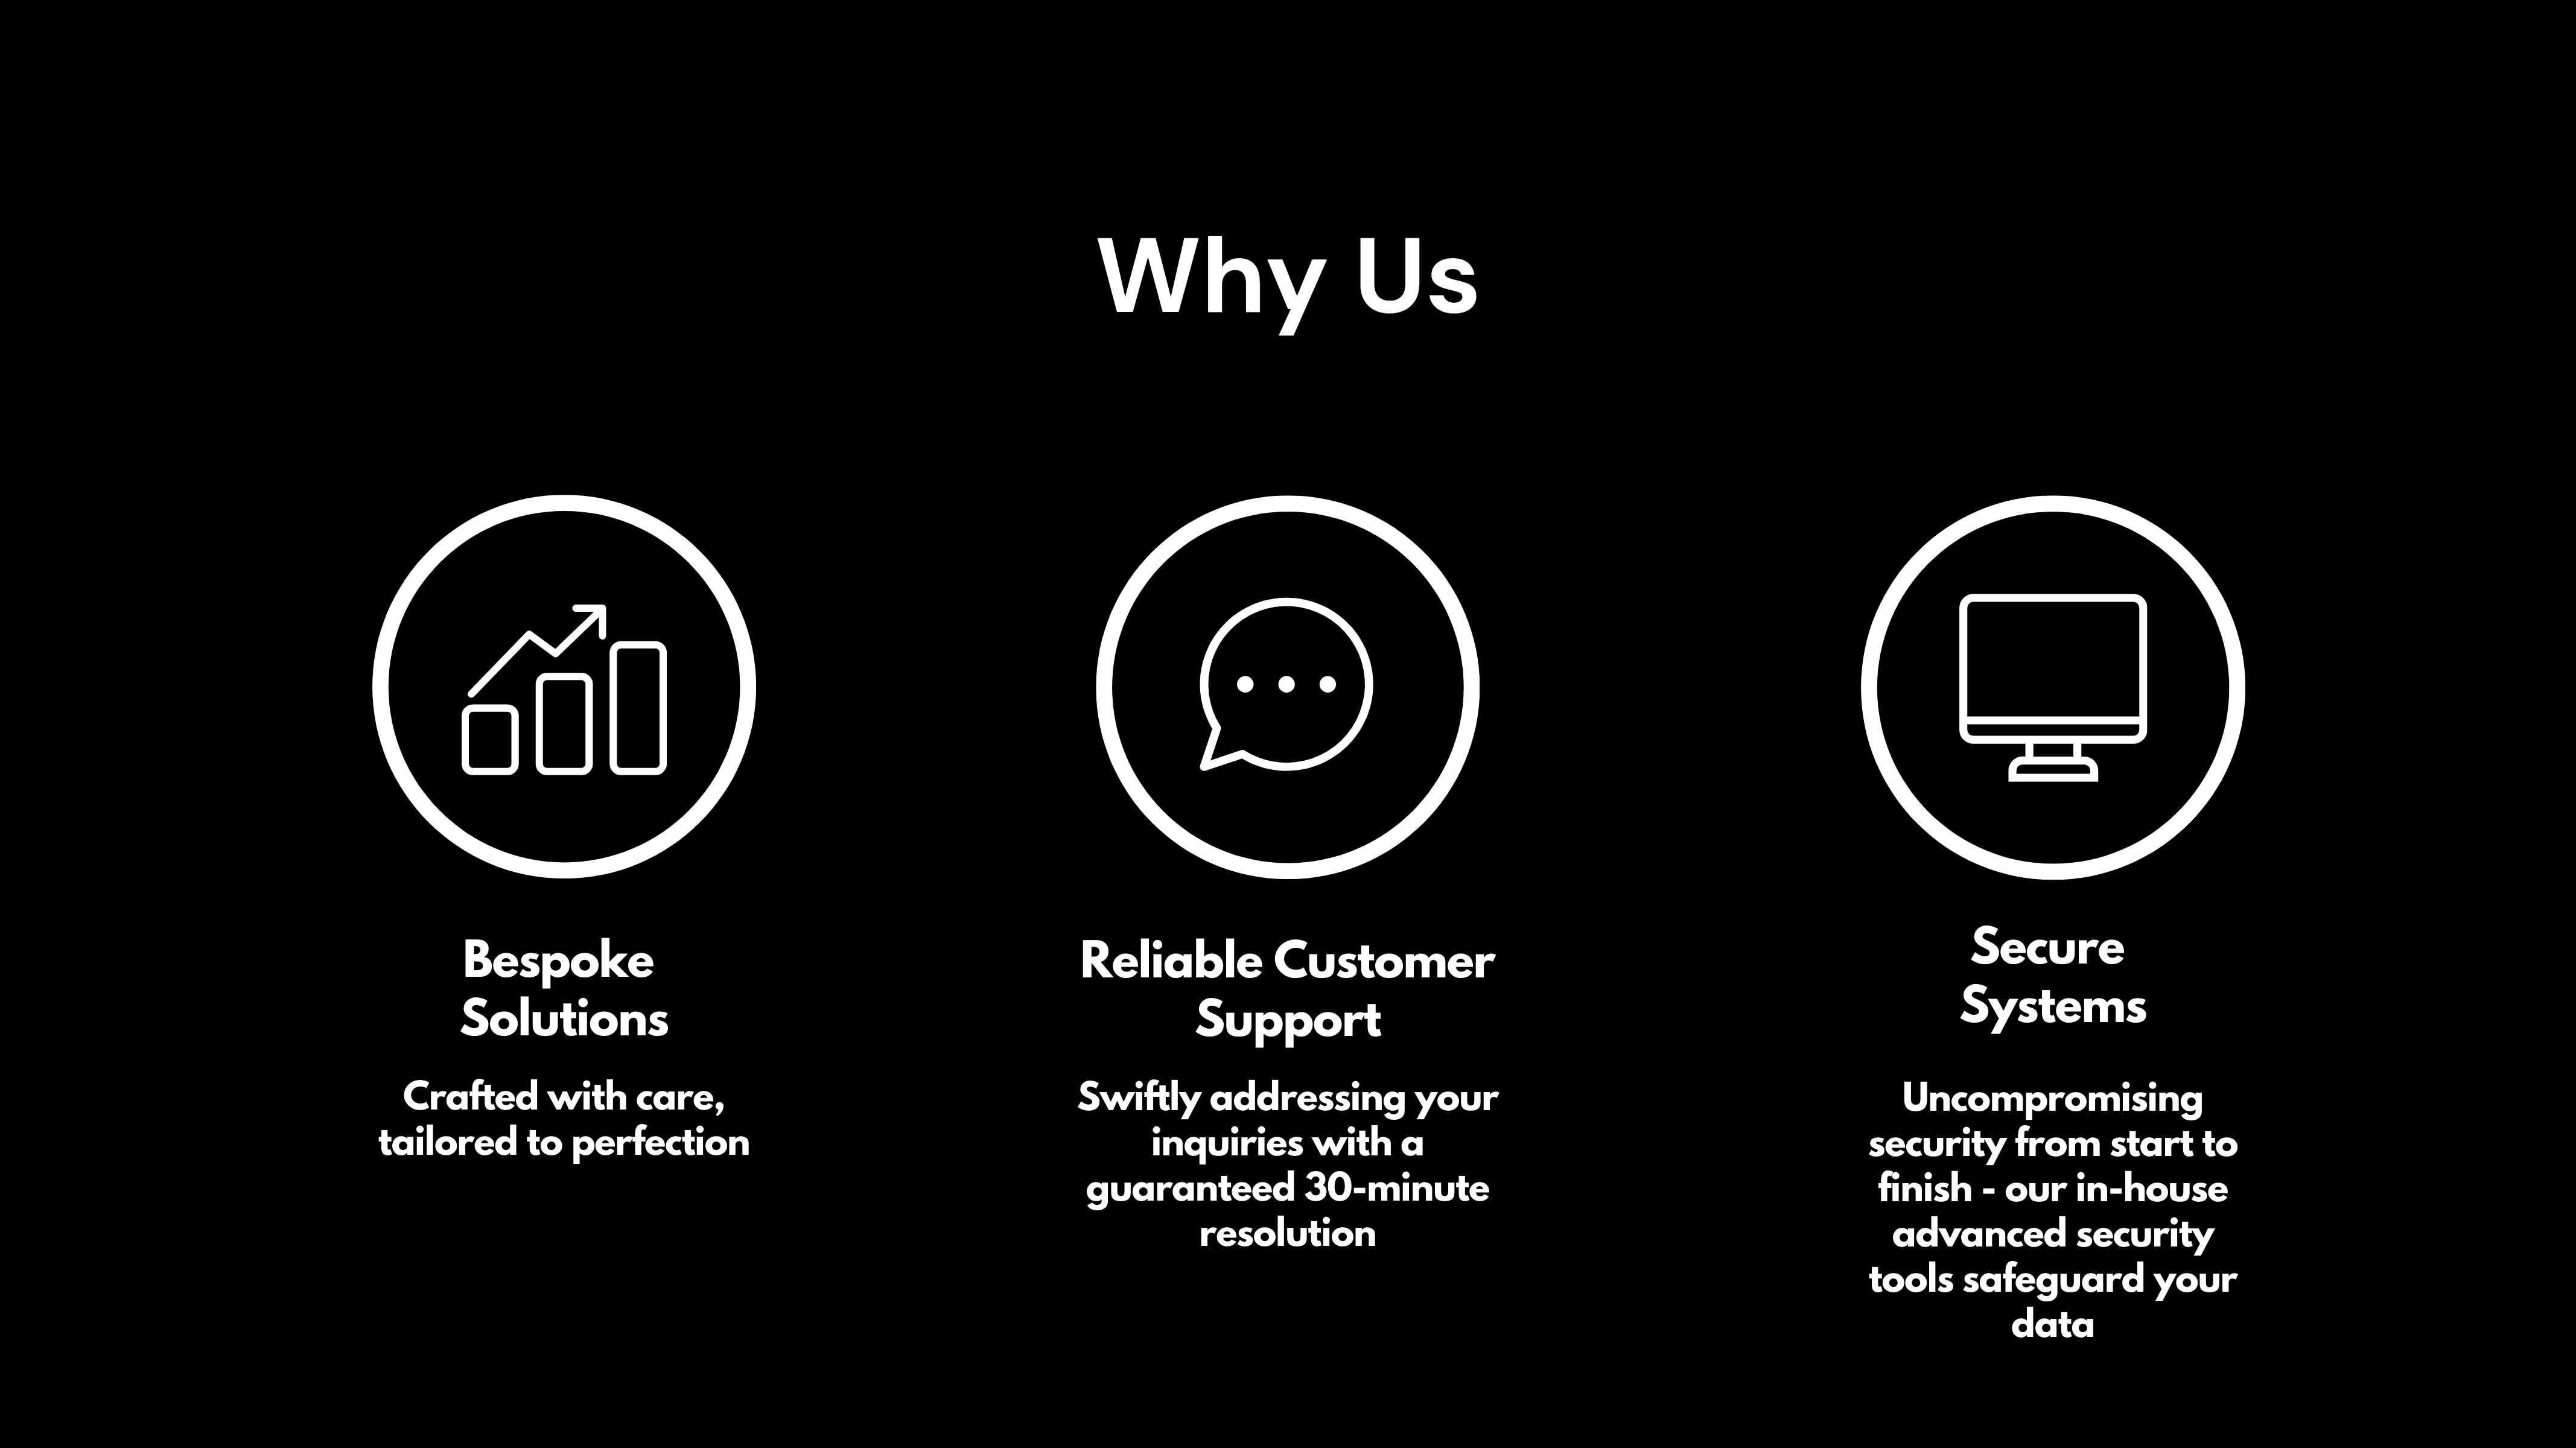 Why Us
Bespoke
Solutions
Crafted with care,
tailored to perfection
Reliable Customer
Support
Swiftly addressing your
inquiries with a
guaranteed 30-minute
resolution
Secure
Systems
Uncompromising
security from start to
finish - our in-house
advanced security
tools safeguard your
data